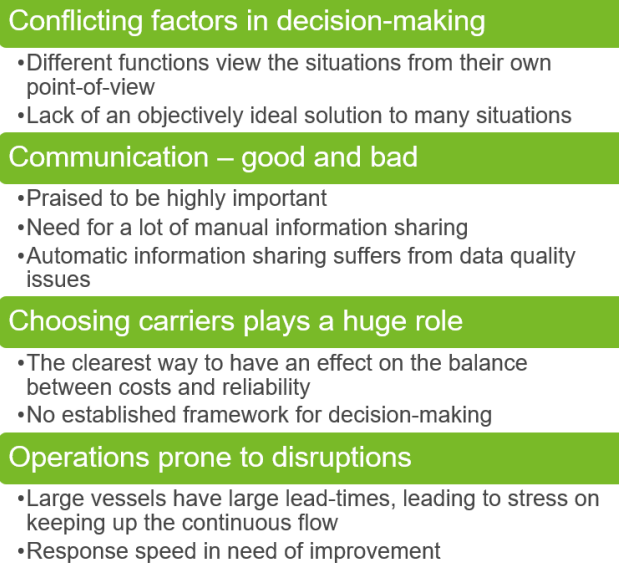 Conflicting factors in decision-making
•Different functions view the situations from their own
point-of-view
•Lack of an objectively ideal solution to many situations
Communication – good and bad
•Praised to be highly important
•Need for a lot of manual information sharing
•Automatic information sharing suffers from data quality
issues
Choosing carriers plays a huge role
•The clearest way to have an effect on the balance
between costs and reliability
•No established framework for decision-making
Operations prone to disruptions
•Large vessels have large lead-times, leading to stress on
keeping up the continuous flow
•Response speed in need of improvement